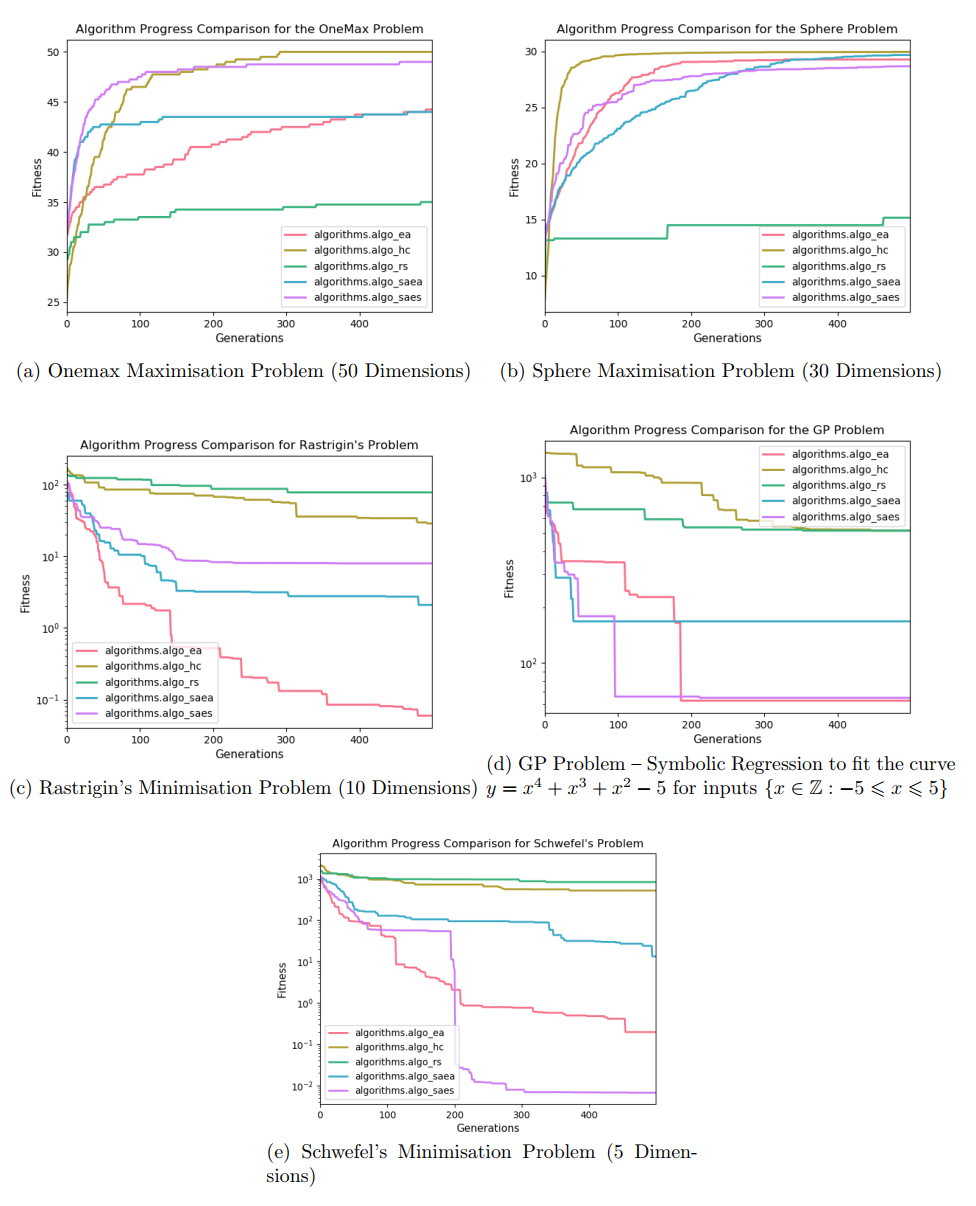 Algorithm Progress Comparison for the OneMax Problem
Fitness
50
45
40
35
30
25
algorithms.algo_ea
algorithms.algo_hc
algorithms.algo_rs
algorithms.algo_saea
algorithms.algo_saes
0 100 200 300 400
Generations
(a) Onemax Maximisation Problem (50 Dimensions)
Algorithm Progress Comparison for the Sphere Problem
Fitness
30
25
20
15
10
algorithms.algo_ea
algorithms.algo_hc
algorithms.algo_rs
algorithms.algo_saea
algorithms.algo_saes
0 100 200 300 400
Generations
(b) Sphere Maximisation Problem (30 Dimensions)
Algorithm Progress Comparison for Rastrigin's Problem
Fitness
10²
10¹
10⁰
10⁻¹
algorithms.algo_ea
algorithms.algo_hc
algorithms.algo_rs
algorithms.algo_saea
algorithms.algo_saes
0 100 200 300 400
Generations
(c) Rastrigin's Minimisation Problem (10 Dimensions)
Algorithm Progress Comparison for the GP Problem
Fitness
10³
10²
algorithms.algo_ea
algorithms.algo_hc
algorithms.algo_rs
algorithms.algo_saea
algorithms.algo_saes
0 100 200 300 400
Generations
(d) GP Problem – Symbolic Regression to fit the curve
y = x⁴ + x³ + x² − 5 for inputs {x ∈ ℤ : −5 ⩽ x ⩽ 5}
Algorithm Progress Comparison for Schwefel's Problem
Fitness
10³
10²
10¹
10⁰
10⁻¹
10⁻²
algorithms.algo_ea
algorithms.algo_hc
algorithms.algo_rs
algorithms.algo_saea
algorithms.algo_saes
0 100 200 300 400
Generations
(e) Schwefel's Minimisation Problem (5 Dimen-
sions)